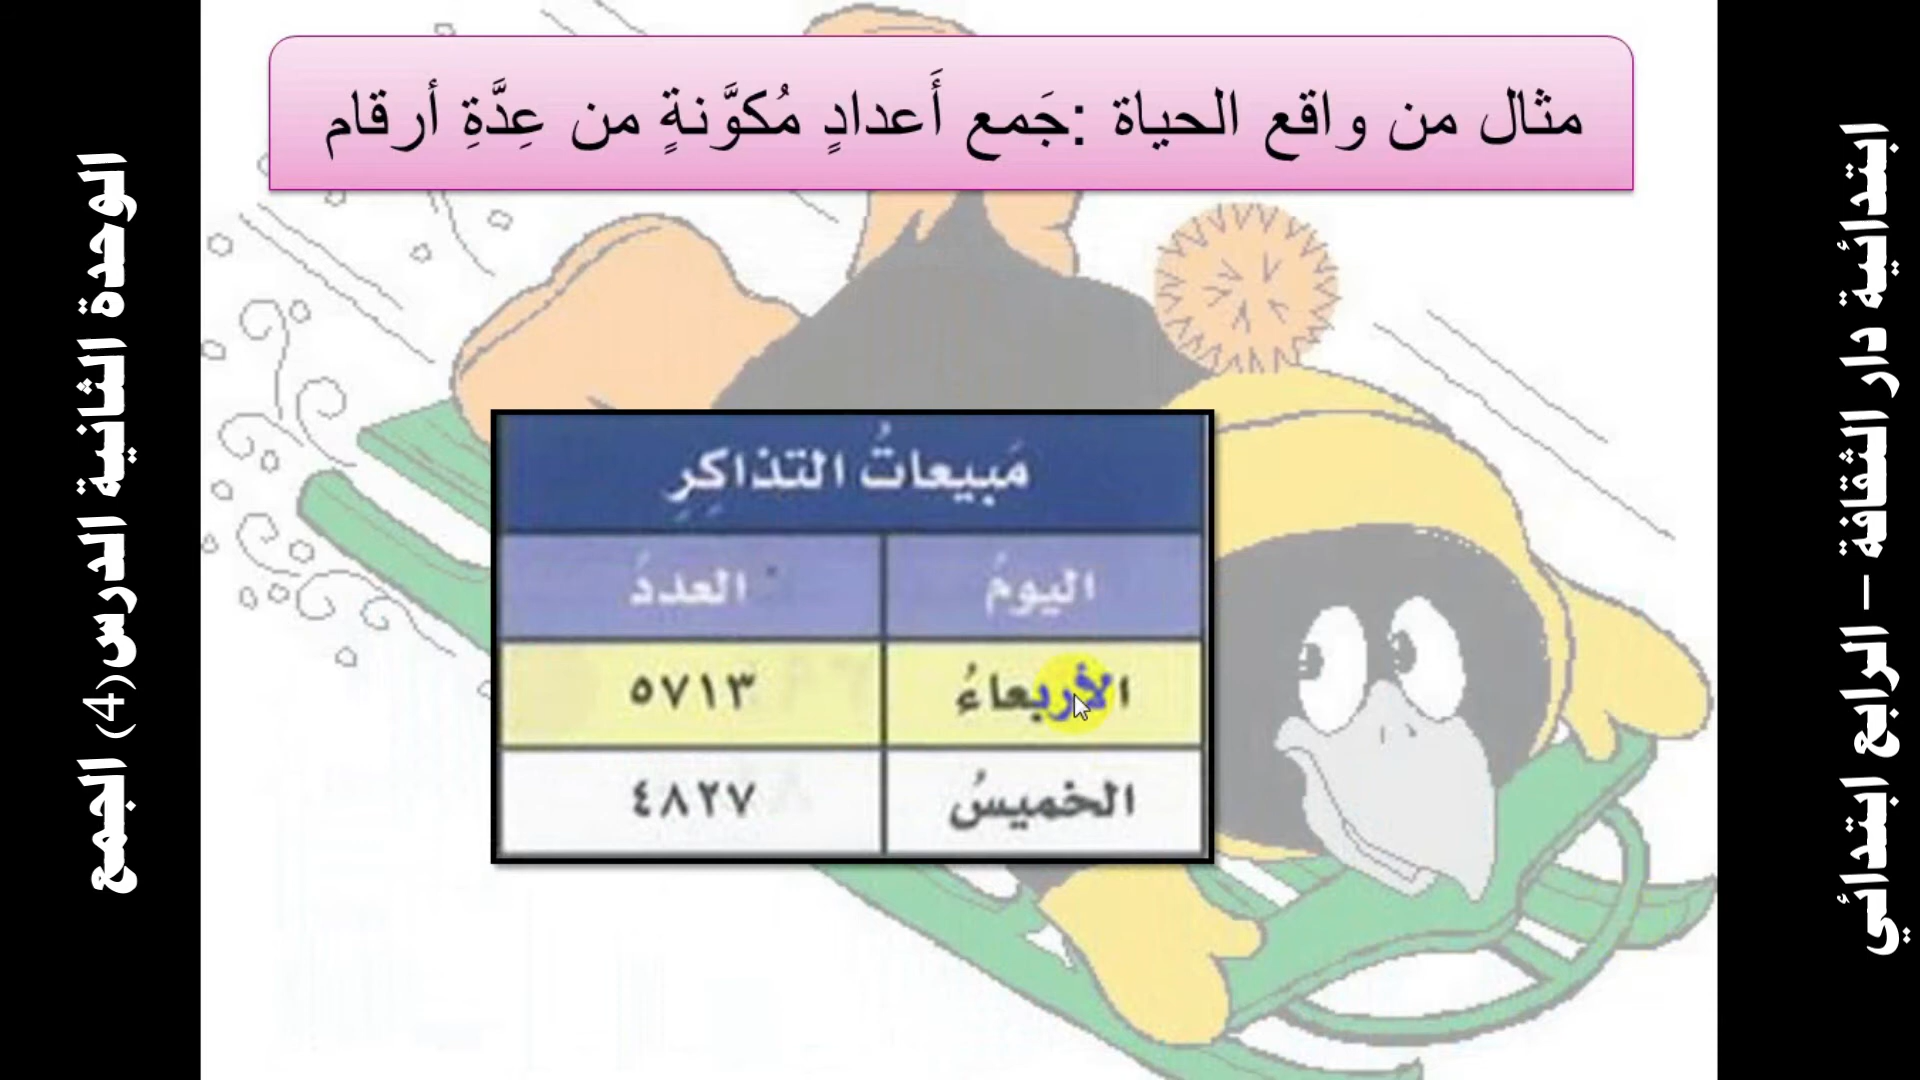 مثال من واقع الحياة :جَمع أَعدادٍ مُكوَّنةٍ من عِدَّةِ أرقام
مَبيعاتُ التذاكِرِ
اليومُ العددُ
الأربعاءُ ٥٧١٣
الخميسُ ٤٨٢٧
ابتدائية دار الثقافة – الرابع ابتدائي
الوحدة الثانية الدرس(4) الجمع